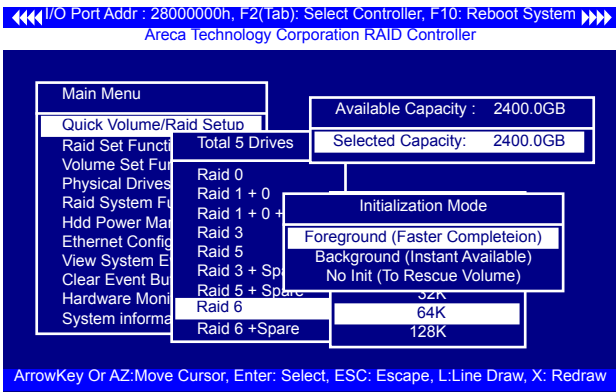 I/O Port Addr : 28000000h, F2(Tab): Select Controller, F10: Reboot System
Areca Technology Corporation RAID Controller
Main Menu
Quick Volume/Raid Setup
Raid Set Functi
Volume Set Fun
Physical Drives
Raid System Fu
Hdd Power Man
Ethernet Config
View System E
Clear Event Bu
Hardware Moni
System informa
Total 5 Drives
Raid 0
Raid 1 + 0
Raid 1 + 0 +
Raid 3
Raid 5
Raid 3 + Spa
Raid 5 + Spare
Raid 6
Raid 6 +Spare
Available Capacity : 2400.0GB
Selected Capacity: 2400.0GB
Initialization Mode
Foreground (Faster Completeion)
Background (Instant Available)
No Init (To Rescue Volume)
32K
64K
128K
ArrowKey Or AZ:Move Cursor, Enter: Select, ESC: Escape, L:Line Draw, X: Redraw